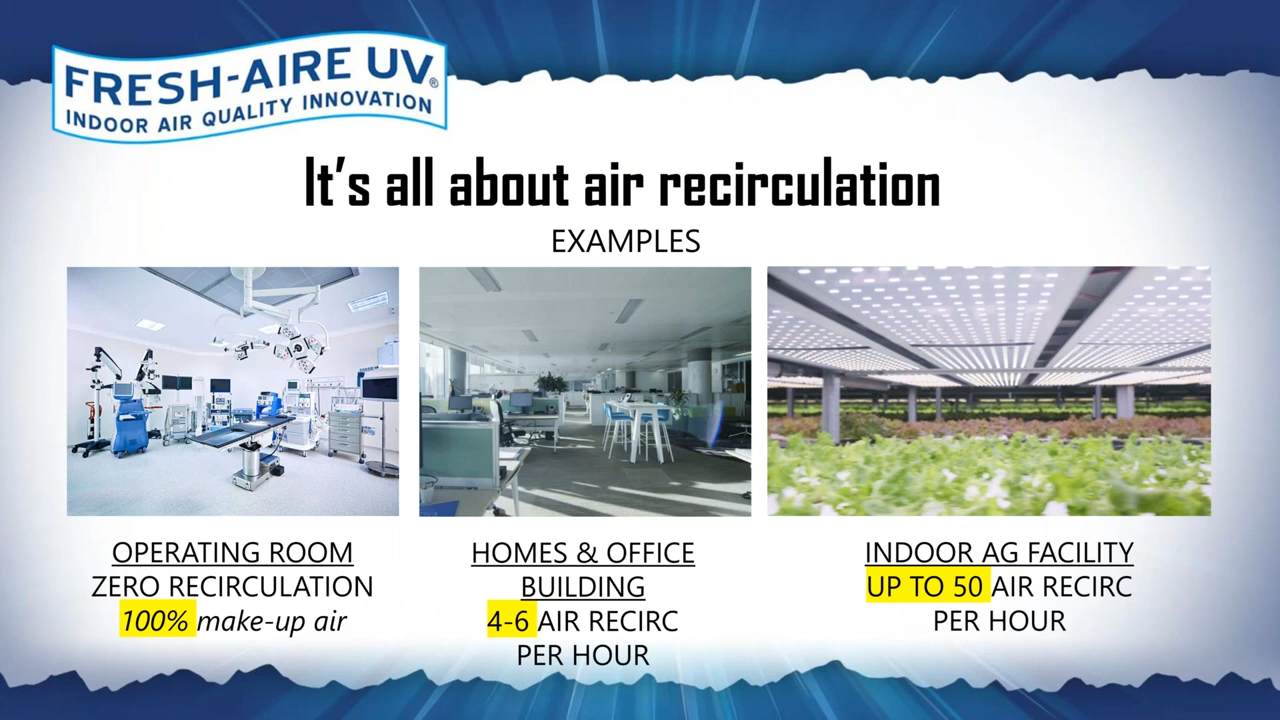 FRESH-AIRE UV®
INDOOR AIR QUALITY INNOVATION
It's all about air recirculation
EXAMPLES
OPERATING ROOM
ZERO RECIRCULATION
100% make-up air
HOMES & OFFICE
BUILDING
4-6 AIR RECIRC
PER HOUR
INDOOR AG FACILITY
UP TO 50 AIR RECIRC
PER HOUR